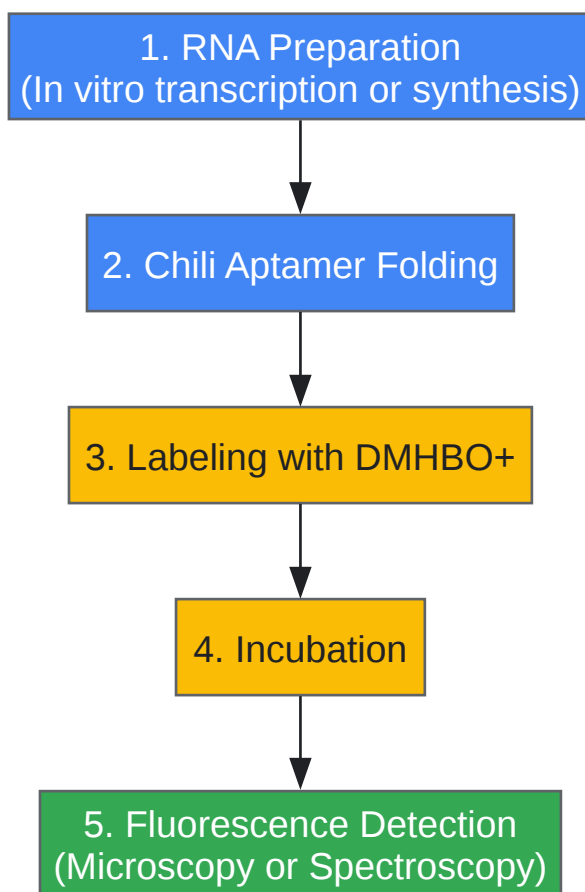 1. RNA Preparation
(In vitro transcription or synthesis)
2. Chili Aptamer Folding
3. Labeling with DMHBO+
4. Incubation
5. Fluorescence Detection
(Microscopy or Spectroscopy)